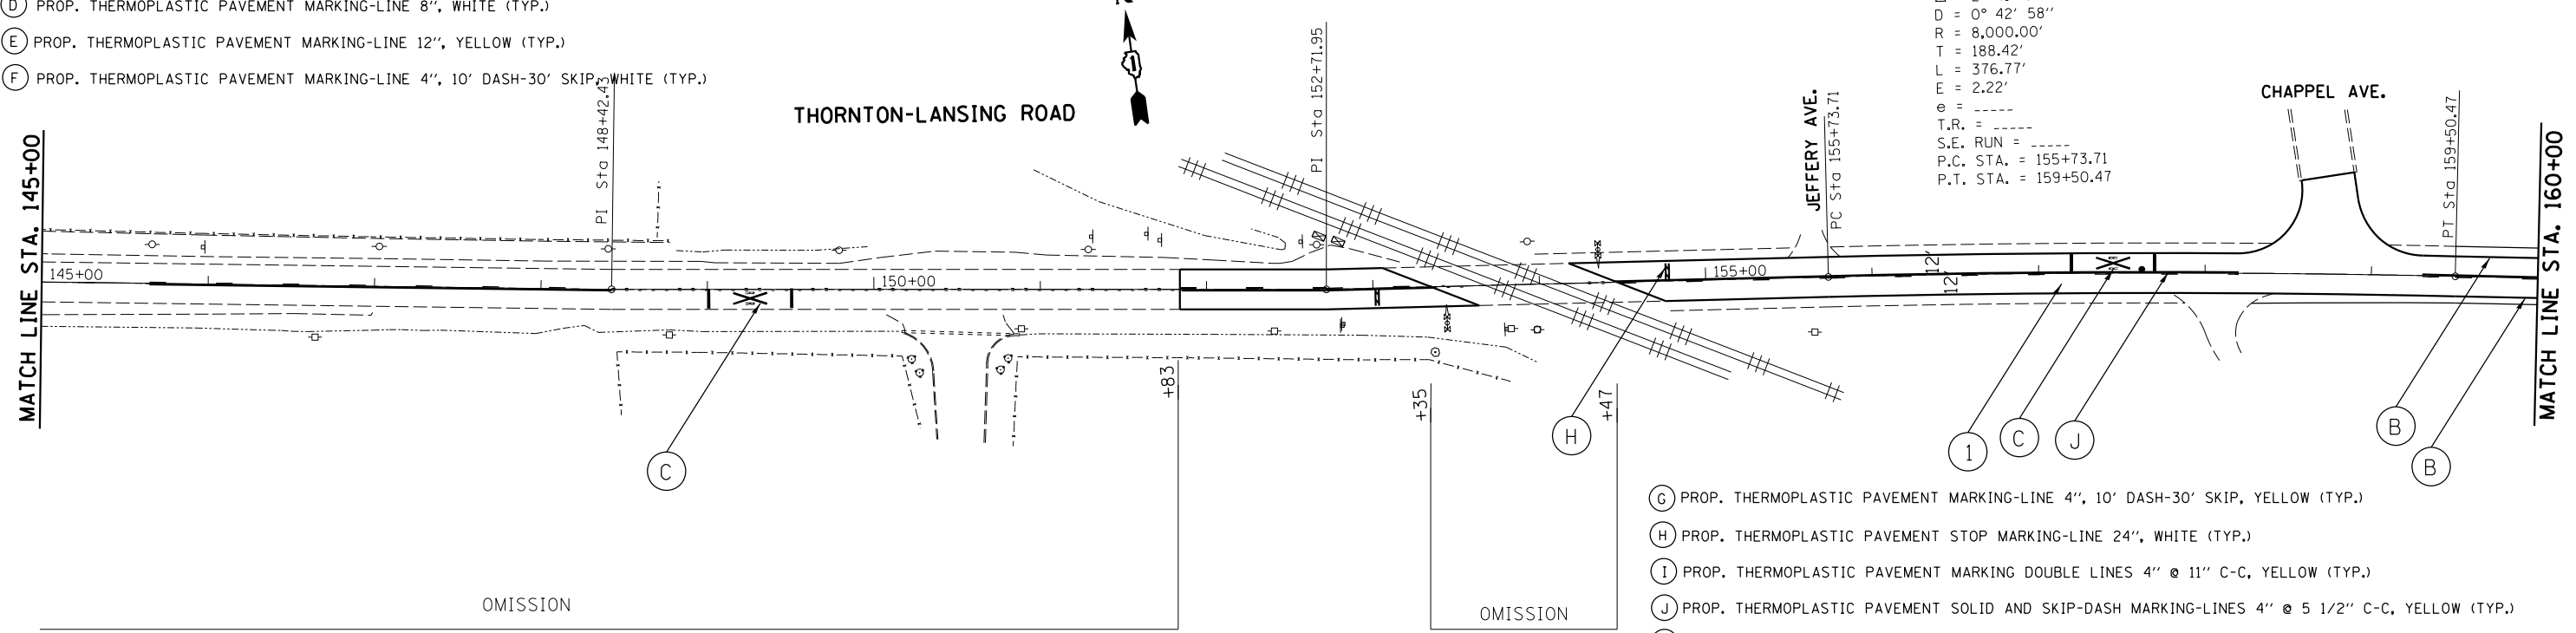 D PROP. THERMOPLASTIC PAVEMENT MARKING-LINE 8", WHITE (TYP.)
E PROP. THERMOPLASTIC PAVEMENT MARKING-LINE 12", YELLOW (TYP.)
F PROP. THERMOPLASTIC PAVEMENT MARKING-LINE 4", 10' DASH-30' SKIP, WHITE (TYP.)
D = 0° 42' 58"
R = 8,000.00'
T = 188.42'
L = 376.77'
E = 2.22'
e = -----
T.R. = -----
S.E. RUN = -----
P.C. STA. = 155+73.71
P.T. STA. = 159+50.47
THORNTON-LANSING ROAD
1
CHAPPEL AVE.
JEFFERY AVE.
MATCH LINE STA. 145+00
PI Sta 148+42.43
PI Sta 152+71.95
PC Sta 155+73.71
PT Sta 159+50.47
MATCH LINE STA. 160+00
145+00
150+00
155+00
12'
12'
+83
+35
+47
C
H
1
C
J
B
B
OMISSION
OMISSION
G PROP. THERMOPLASTIC PAVEMENT MARKING-LINE 4", 10' DASH-30' SKIP, YELLOW (TYP.)
H PROP. THERMOPLASTIC PAVEMENT STOP MARKING-LINE 24", WHITE (TYP.)
I PROP. THERMOPLASTIC PAVEMENT MARKING DOUBLE LINES 4" @ 11" C-C, YELLOW (TYP.)
J PROP. THERMOPLASTIC PAVEMENT SOLID AND SKIP-DASH MARKING-LINES 4" @ 5 1/2" C-C, YELLOW (TYP.)